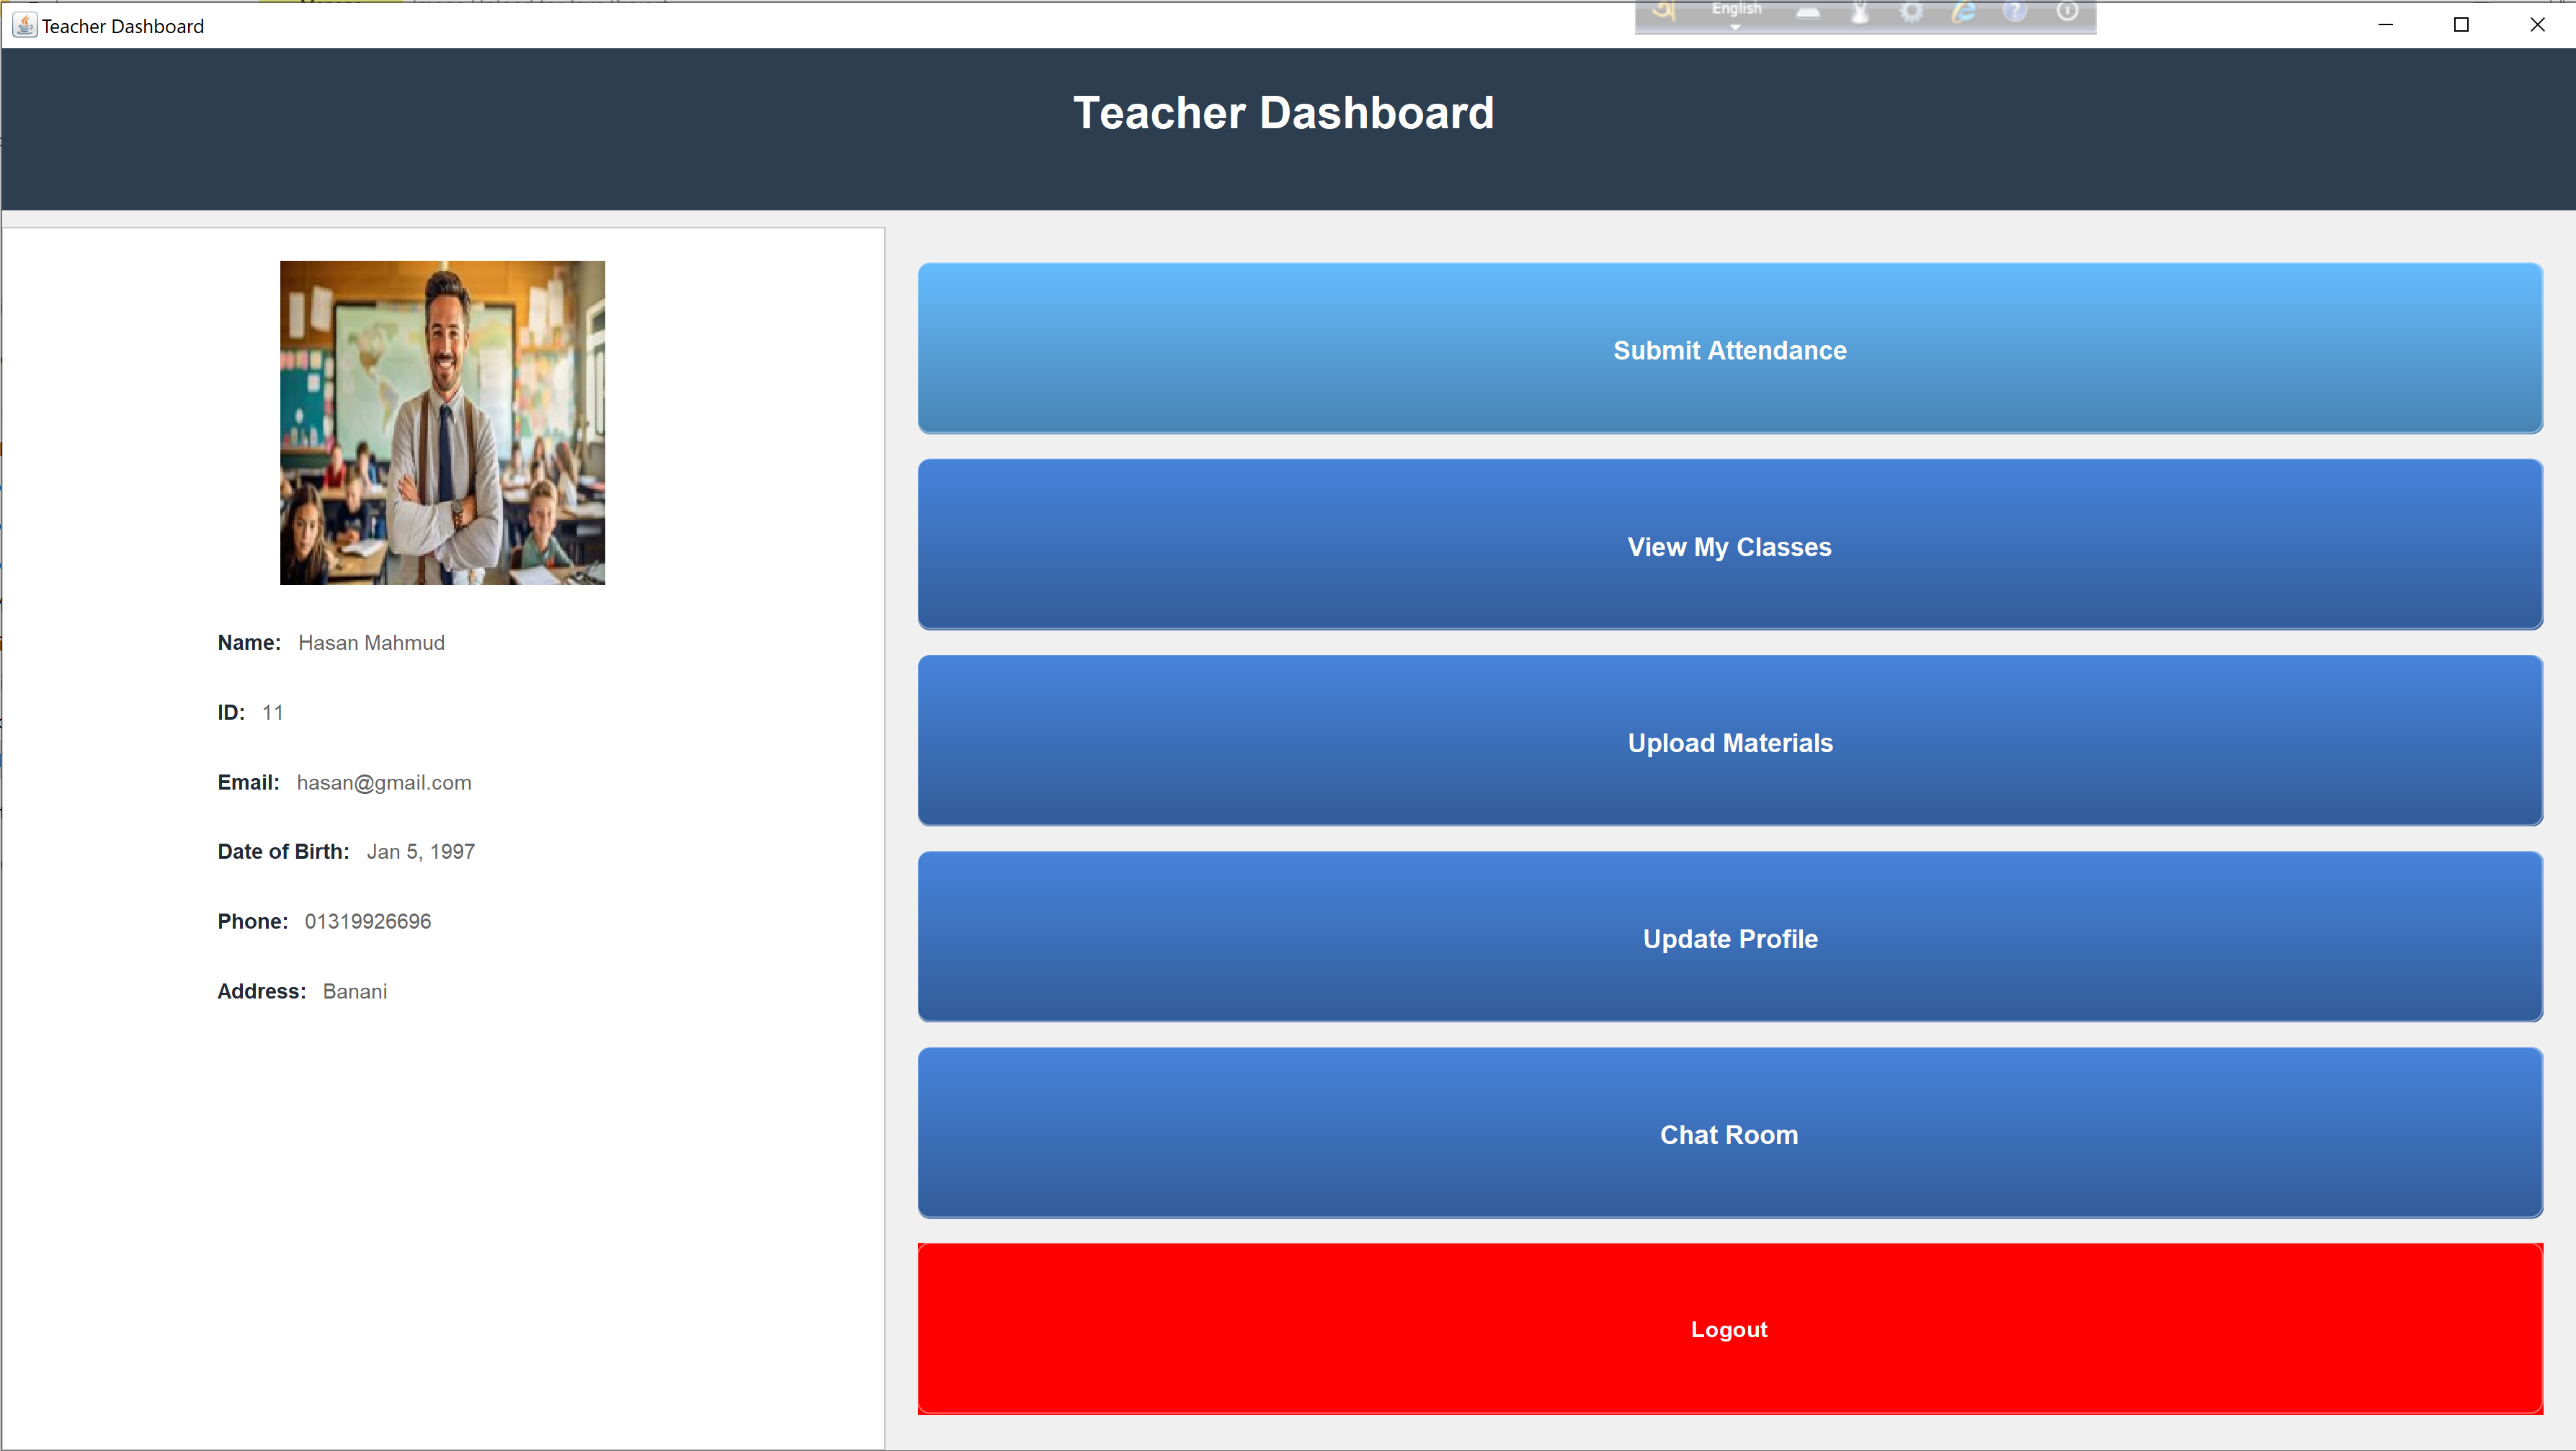 Teacher Dashboard
English
Teacher Dashboard
Name: Hasan Mahmud
ID: 11
Email: hasan@gmail.com
Date of Birth: Jan 5, 1997
Phone: 01319926696
Address: Banani
Submit Attendance
View My Classes
Upload Materials
Update Profile
Chat Room
Logout